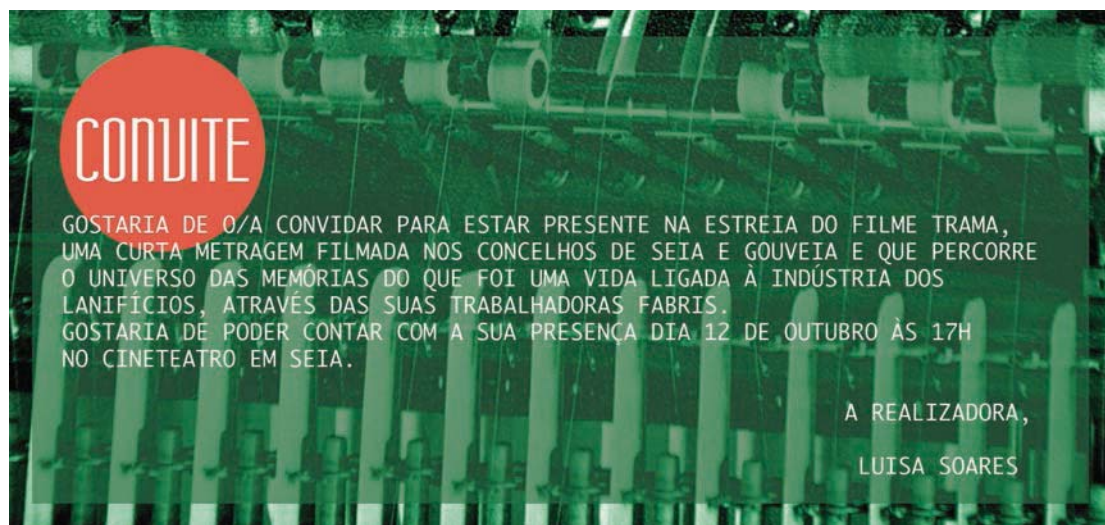 CONVITE
GOSTARIA DE O/A CONVIDAR PARA ESTAR PRESENTE NA ESTREIA DO FILME TRAMA,
UMA CURTA METRAGEM FILMADA NOS CONCELHOS DE SEIA E GOUVEIA E QUE PERCORRE
O UNIVERSO DAS MEMÓRIAS DO QUE FOI UMA VIDA LIGADA À INDÚSTRIA DOS
LANIFÍCIOS, ATRAVÉS DAS SUAS TRABALHADORAS FABRIS.
GOSTARIA DE PODER CONTAR COM A SUA PRESENÇA DIA 12 DE OUTUBRO ÀS 17H
NO CINETEATRO EM SEIA.
A REALIZADORA,
LUISA SOARES